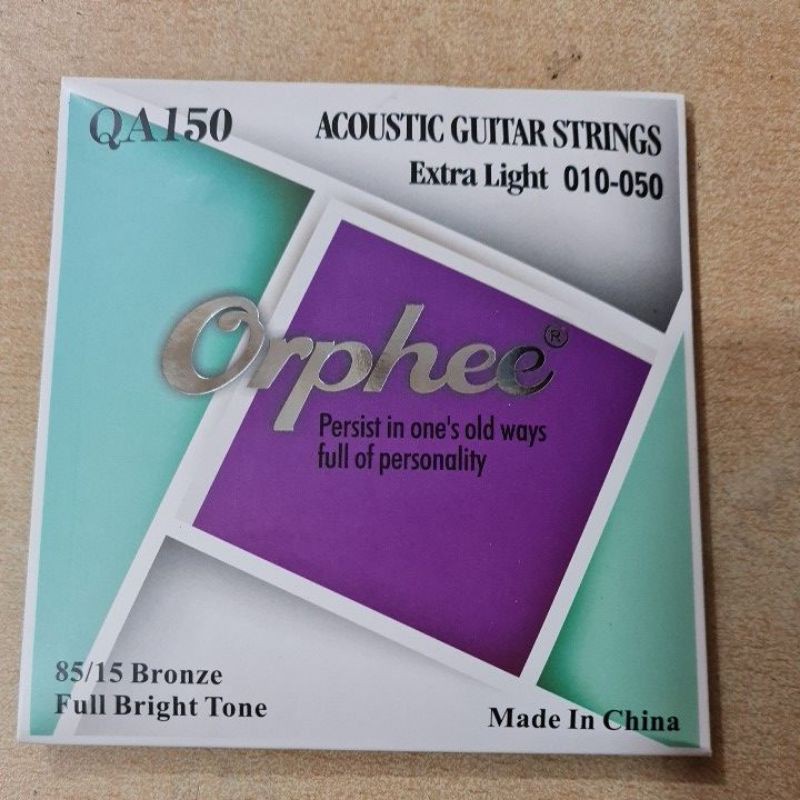 QA150
ACOUSTIC GUITAR STRINGS
Extra Light 010-050
Orphee®
Persist in one's old ways
full of personality
85/15 Bronze
Full Bright Tone
Made In China